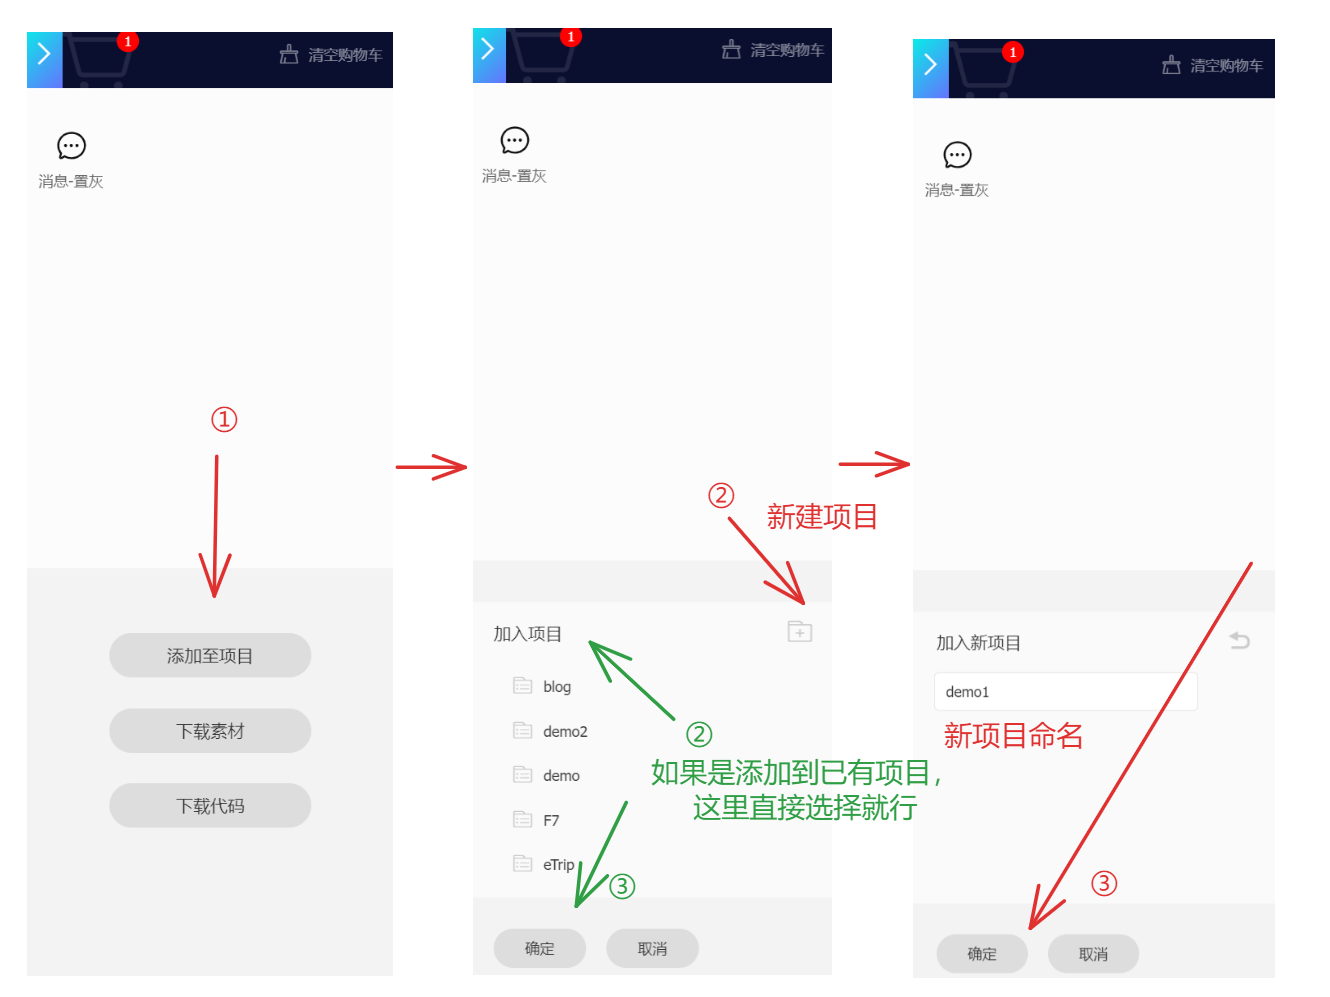 1
清空购物车
消息-置灰
①
添加至项目
下载素材
下载代码
1
清空购物车
消息-置灰
②
新建项目
加入项目
blog
demo2
demo
F7
eTrip
②
如果是添加到已有项目,
这里直接选择就行
③
确定
取消
1
清空购物车
消息-置灰
加入新项目
demo1
新项目命名
③
确定
取消